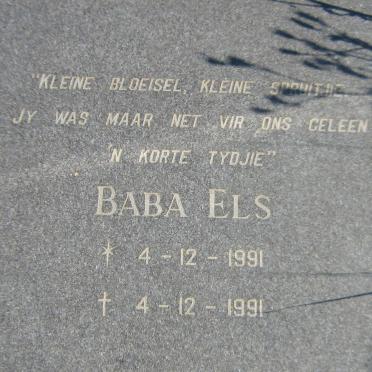 "KLEINE BLOEISEL, KLEINE SPRUITJIE
JY WAS MAAR NET VIR ONS GELEEN
'N KORTE TYDJIE"
BABA ELS
* 4-12-1991
† 4-12-1991